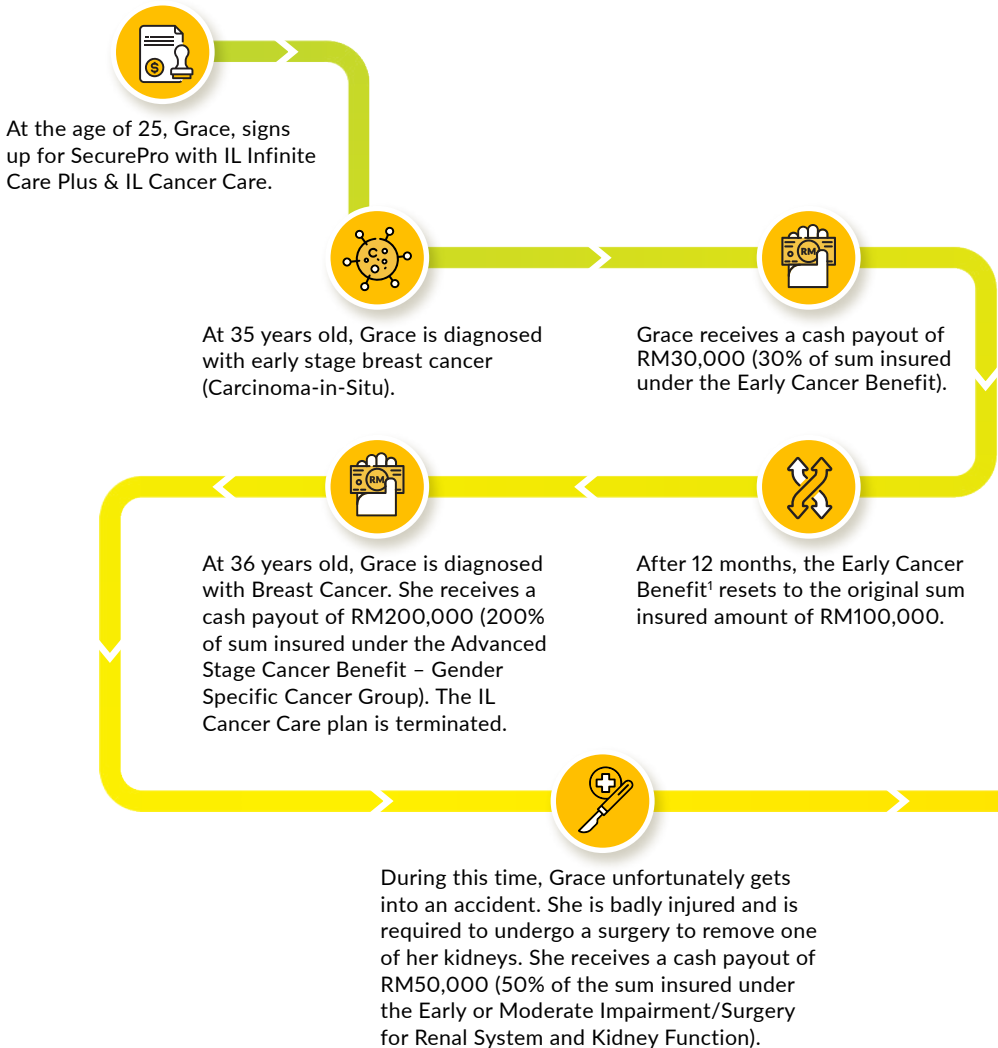 $
At the age of 25, Grace, signs
up for SecurePro with IL Infinite
Care Plus & IL Cancer Care.
C
At 35 years old, Grace is diagnosed
with early stage breast cancer
(Carcinoma-in-Situ).
RM
Grace receives a cash payout of
RM30,000 (30% of sum insured
under the Early Cancer Benefit).
After 12 months, the Early Cancer
Benefit¹ resets to the original sum
insured amount of RM100,000.
RM
At 36 years old, Grace is diagnosed
with Breast Cancer. She receives a
cash payout of RM200,000 (200%
of sum insured under the Advanced
Stage Cancer Benefit – Gender
Specific Cancer Group). The IL
Cancer Care plan is terminated.
During this time, Grace unfortunately gets
into an accident. She is badly injured and is
required to undergo a surgery to remove one
of her kidneys. She receives a cash payout of
RM50,000 (50% of the sum insured under
the Early or Moderate Impairment/Surgery
for Renal System and Kidney Function).